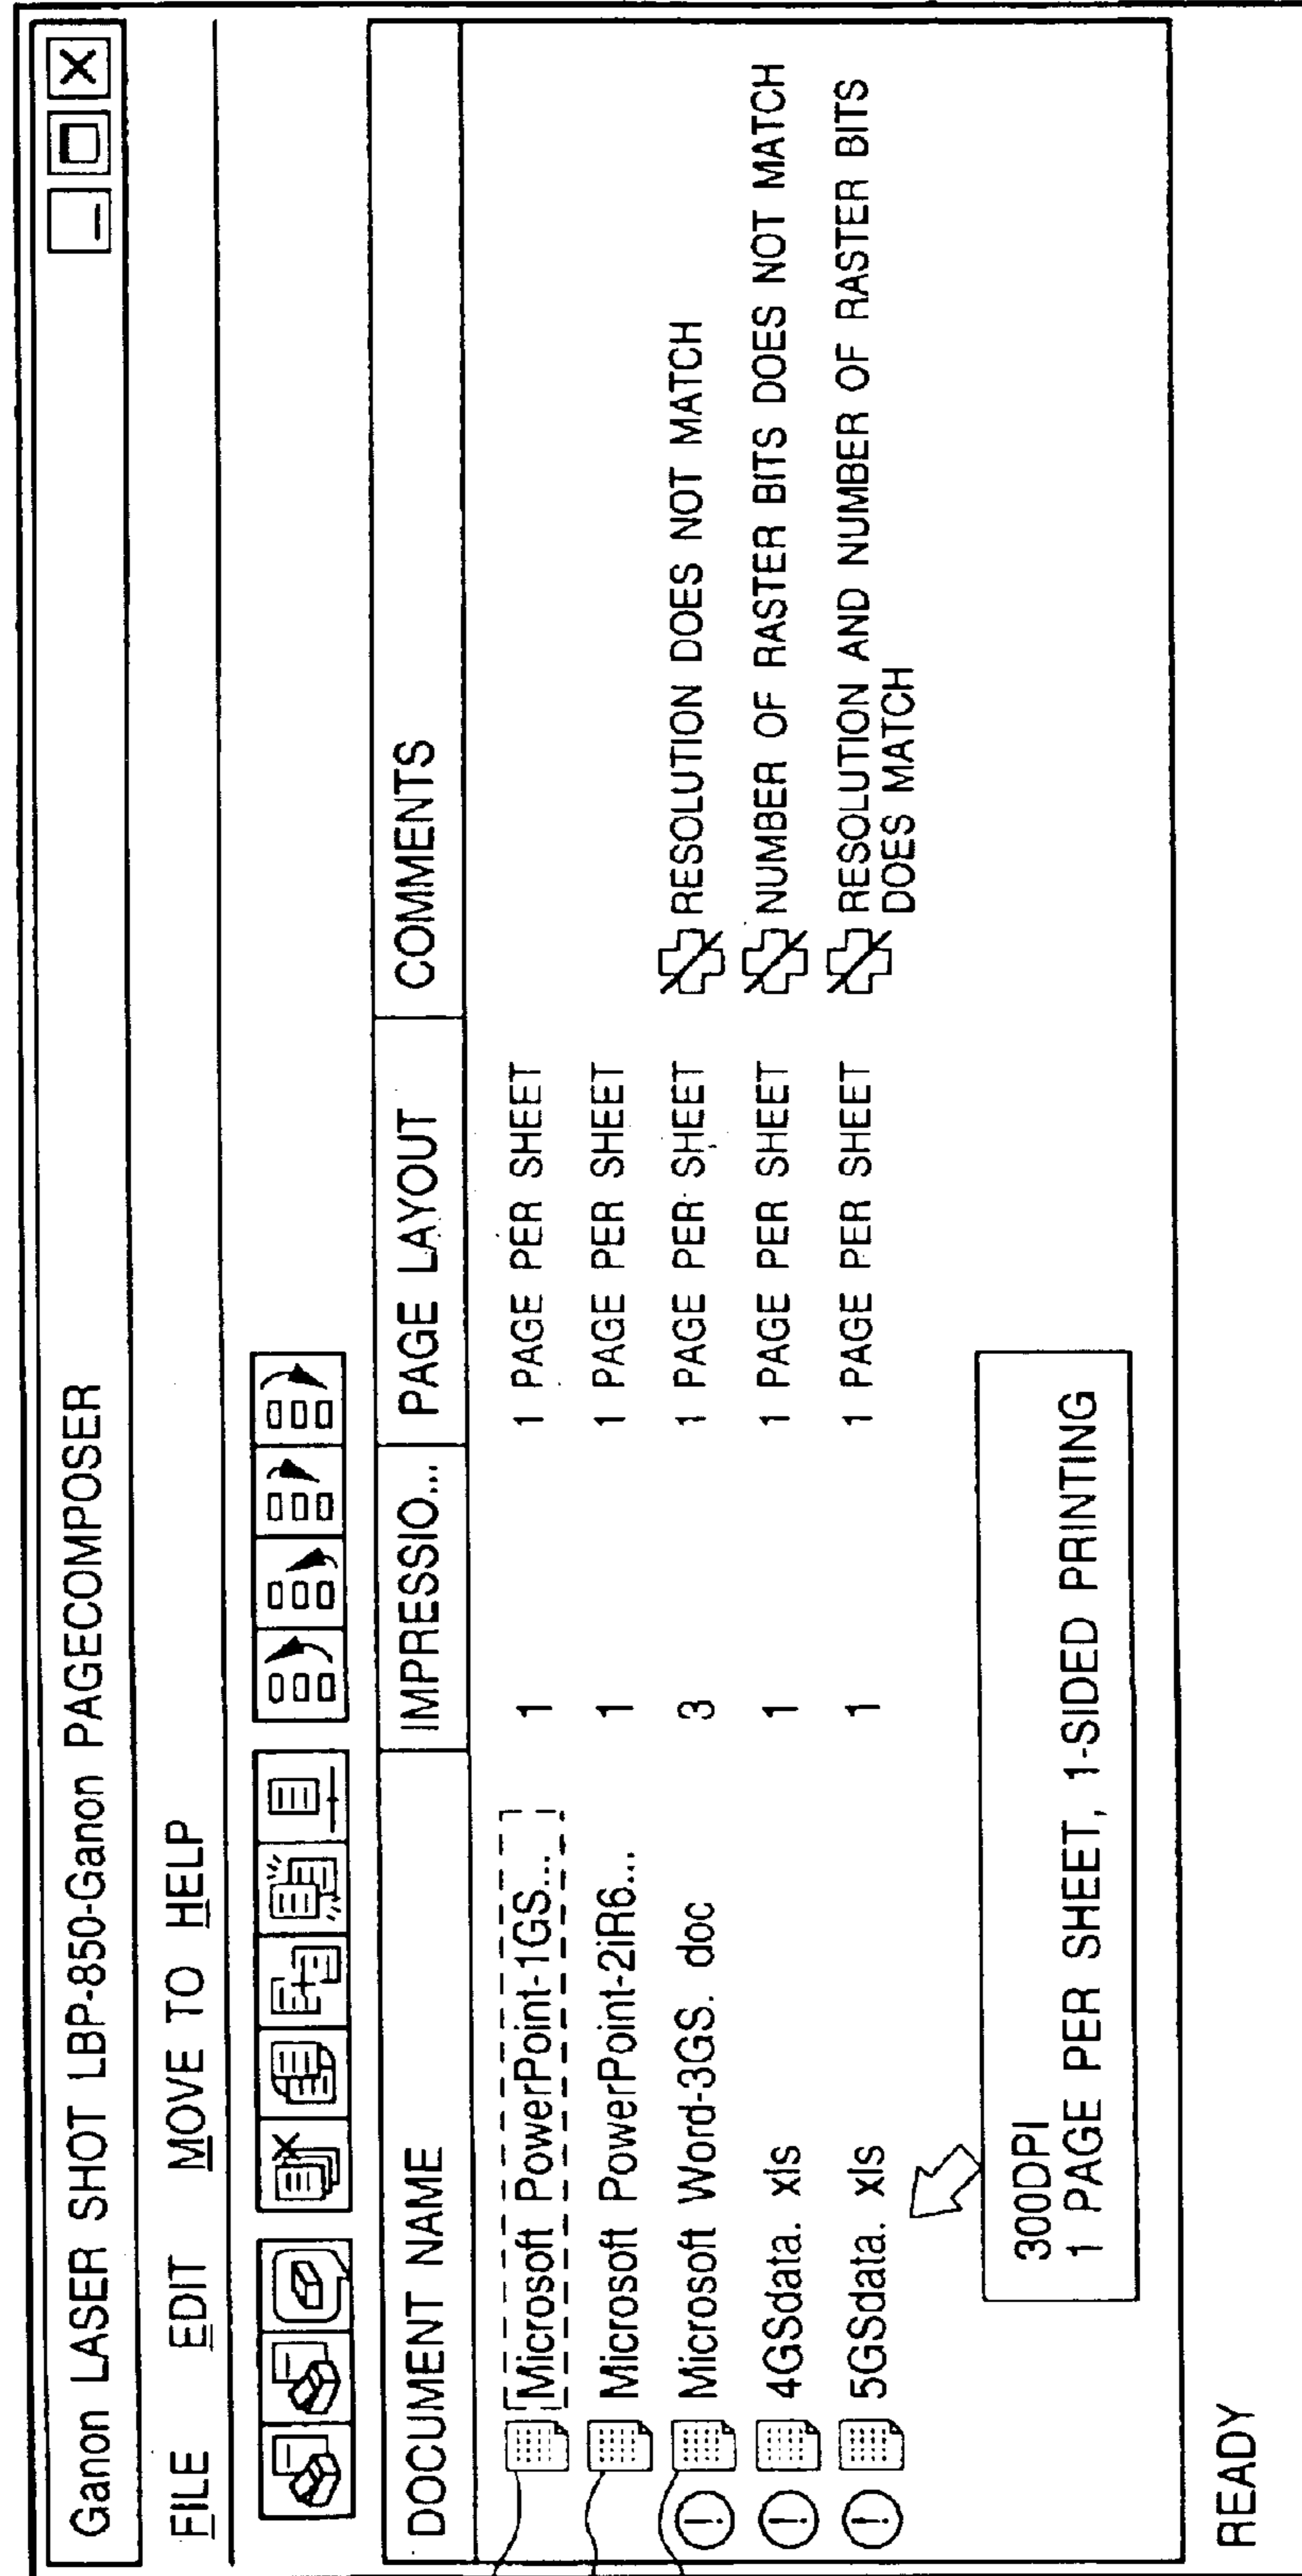 Ganon LASER SHOT LBP-850-Ganon PAGECOMPOSER
FILE EDIT MOVE TO HELP
DOCUMENT NAME IMPRESSIO... PAGE LAYOUT COMMENTS
Microsoft PowerPoint-1GS... 1 1 PAGE PER SHEET
Microsoft PowerPoint-2iR6... 1 1 PAGE PER SHEET
! Microsoft Word-3GS. doc 3 1 PAGE PER SHEET RESOLUTION DOES NOT MATCH
! 4GSdata. xls 1 1 PAGE PER SHEET NUMBER OF RASTER BITS DOES NOT MATCH
! 5GSdata. xls 1 1 PAGE PER SHEET RESOLUTION AND NUMBER OF RASTER BITS
DOES MATCH
300DPI
1 PAGE PER SHEET, 1-SIDED PRINTING
READY